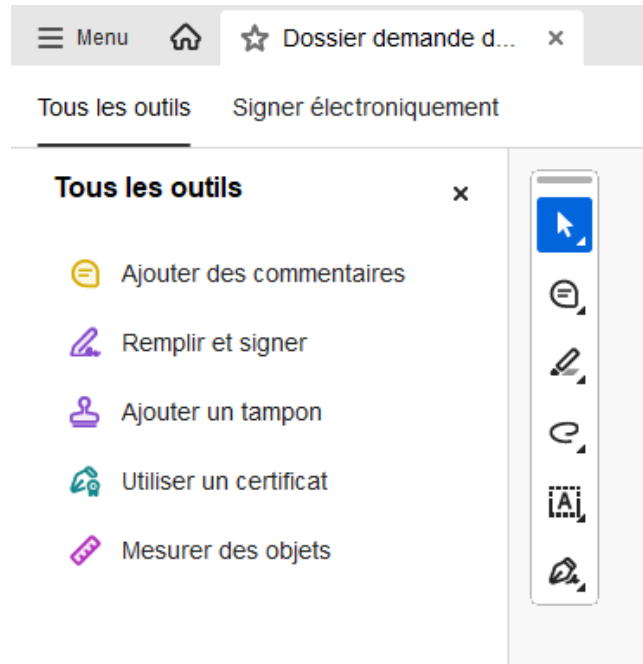 Menu
Dossier demande d...
Tous les outils
Signer électroniquement
Tous les outils
Ajouter des commentaires
Remplir et signer
Ajouter un tampon
Utiliser un certificat
Mesurer des objets
A